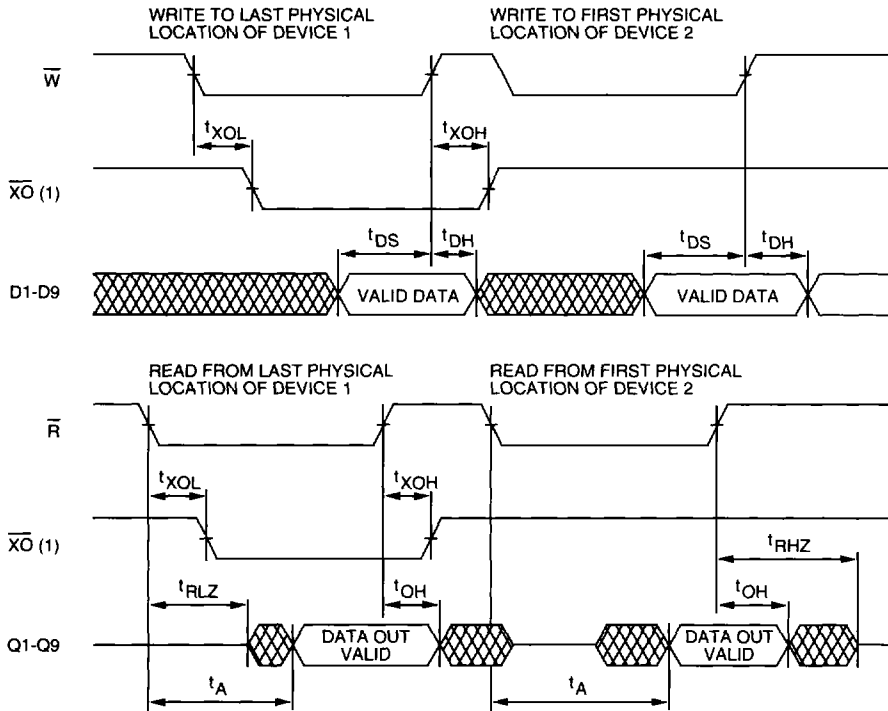 WRITE TO LAST PHYSICAL
LOCATION OF DEVICE 1
WRITE TO FIRST PHYSICAL
LOCATION OF DEVICE 2
W̅
tXOL
tXOH
X̅O̅ (1)
tDS
tDH
tDS
tDH
D1-D9
VALID DATA
VALID DATA
READ FROM LAST PHYSICAL
LOCATION OF DEVICE 1
READ FROM FIRST PHYSICAL
LOCATION OF DEVICE 2
R̅
tXOL
tXOH
X̅O̅ (1)
tRHZ
tRLZ
tOH
tOH
Q1-Q9
DATA OUT
VALID
DATA OUT
VALID
tA
tA